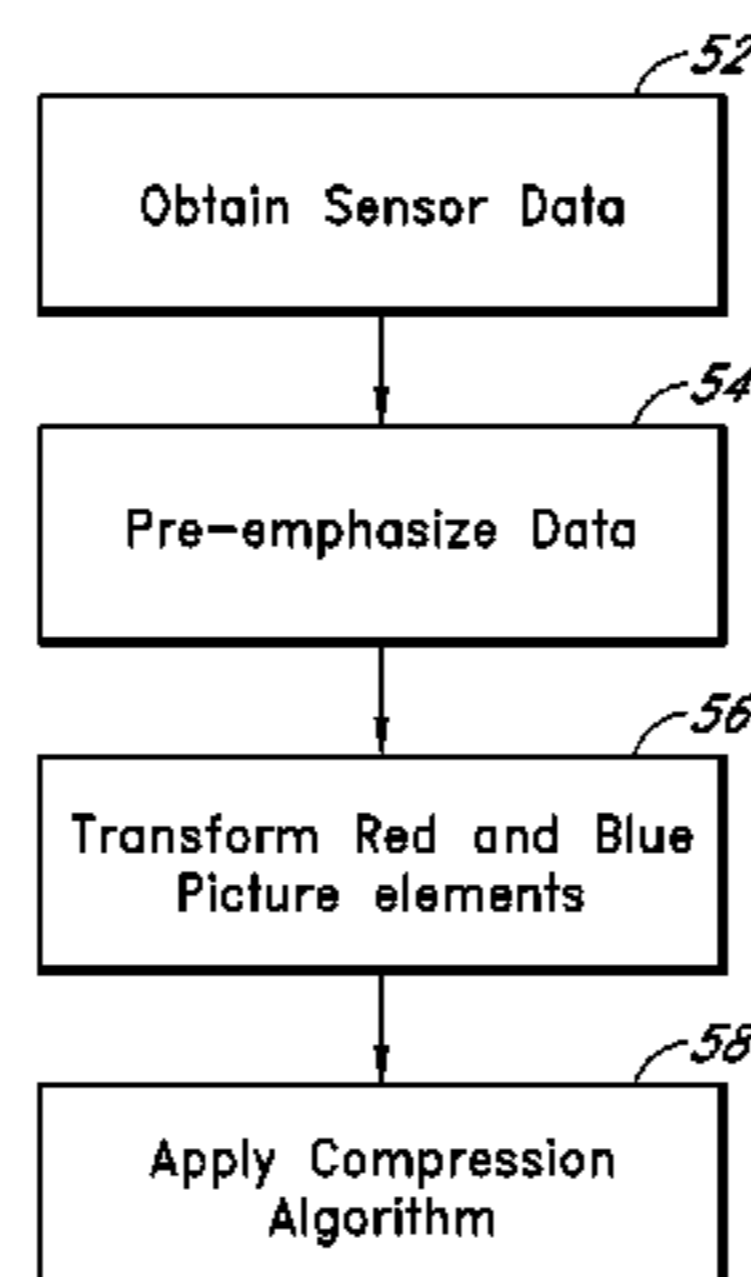 52
Obtain Sensor Data
54
Pre-emphasize Data
56
Transform Red and Blue
Picture elements
58
Apply Compression
Algorithm